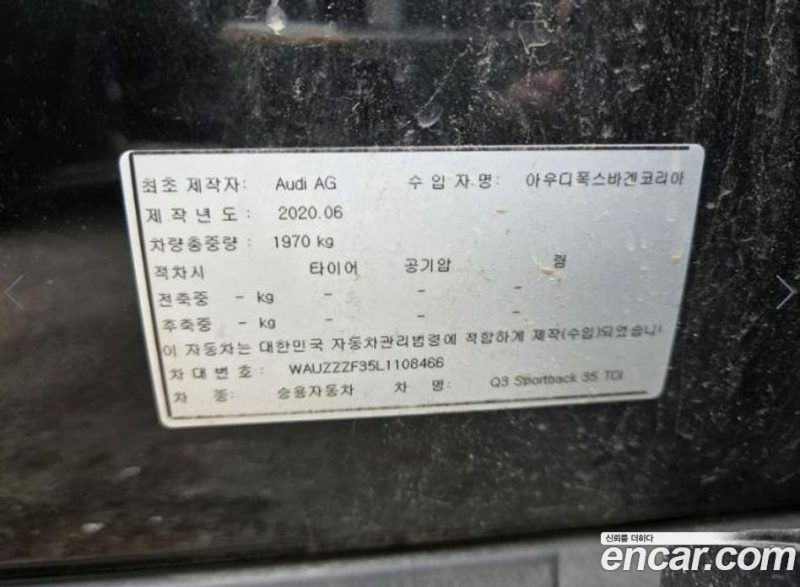 최초 제작자: Audi AG 수 입 자 명: 아우디폭스바겐코리아
제 작 년 도 : 2020.06
차량총중량 : 1970 kg
적차시 타이어 공기압 림
전축중 - kg - - -
후축중 - kg - - -
이 자동차는 대한민국 자동차관리법령에 적합하게 제작(수입)되었습니
차 대 번 호 : WAUZZZF35L1108466
차 종: 승용자동차 차 명: Q3 Sportback 35 TDI
신뢰를 더하다
encar.com